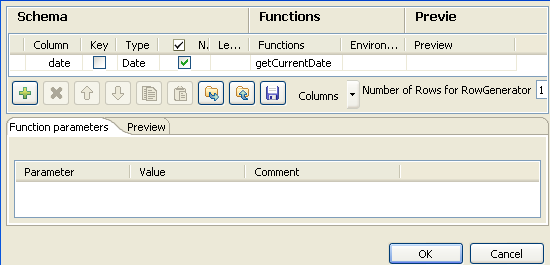 Schema Functions Previe
Column Key Type N. Le... Functions Environ... Preview
date Date getCurrentDate
Columns Number of Rows for RowGenerator 1
Function parameters Preview
Parameter Value Comment
OK Cancel